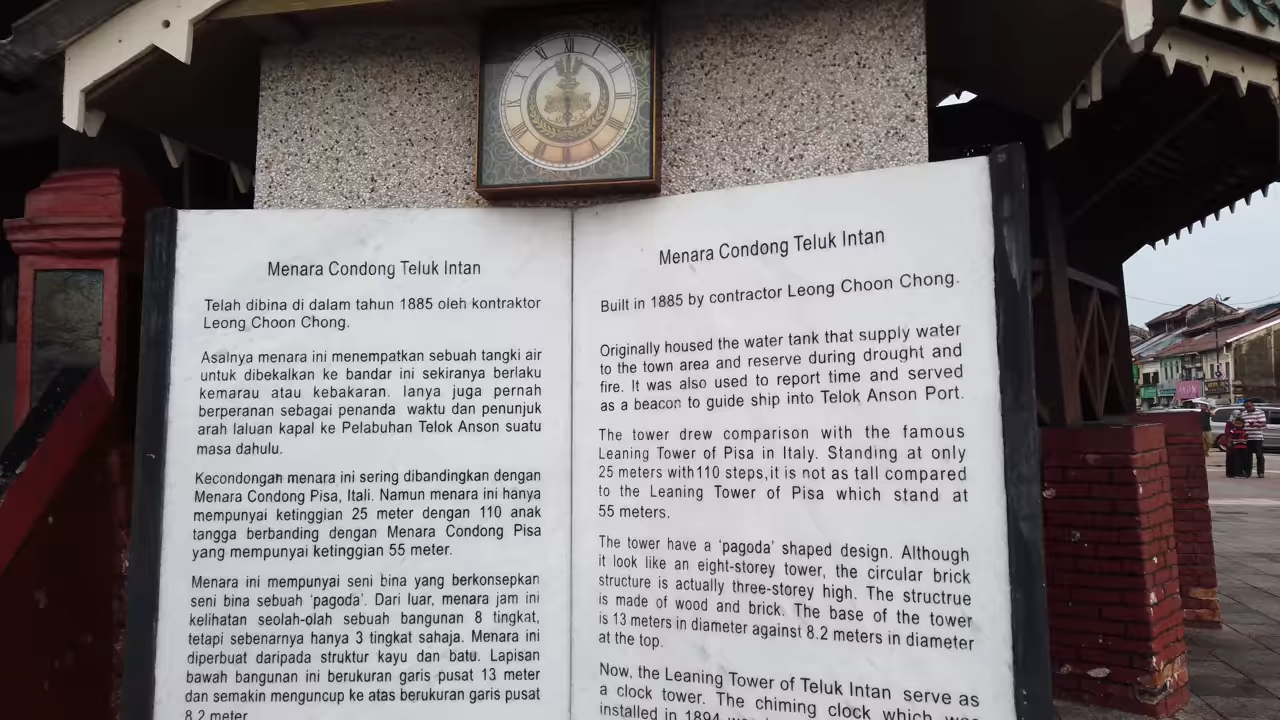 Menara Condong Teluk Intan
Telah dibina di dalam tahun 1885 oleh kontraktor
Leong Choon Chong.
Asalnya menara ini menempatkan sebuah tangki air
untuk dibekalkan ke bandar ini sekiranya berlaku
kemarau atau kebakaran. Ianya juga pernah
berperanan sebagai penanda waktu dan penunjuk
arah laluan kapal ke Pelabuhan Telok Anson suatu
masa dahulu.
Kecondongan menara ini sering dibandingkan dengan
Menara Condong Pisa, Itali. Namun menara ini hanya
mempunyai ketinggian 25 meter dengan 110 anak
tangga berbanding dengan Menara Condong Pisa
yang mempunyai ketinggian 55 meter.
Menara ini mempunyai seni bina yang berkonsepkan
seni bina sebuah 'pagoda'. Dari luar, menara jam ini
kelihatan seolah-olah sebuah bangunan 8 tingkat,
tetapi sebenarnya hanya 3 tingkat sahaja. Menara ini
diperbuat daripada struktur kayu dan batu. Lapisan
bawah bangunan ini berukuran garis pusat 13 meter
dan semakin menguncup ke atas berukuran garis pusat
8.2 meter
Menara Condong Teluk Intan
Built in 1885 by contractor Leong Choon Chong.
Originally housed the water tank that supply water
to the town area and reserve during drought and
fire. It was also used to report time and served
as a beacon to guide ship into Telok Anson Port.
The tower drew comparison with the famous
Leaning Tower of Pisa in Italy. Standing at only
25 meters with 110 steps,it is not as tall compared
to the Leaning Tower of Pisa which stand at
55 meters.
The tower have a 'pagoda' shaped design. Although
it look like an eight-storey tower, the circular brick
structure is actually three-storey high. The structrue
is made of wood and brick. The base of the tower
is 13 meters in diameter against 8.2 meters in diameter
at the top.
Now, the Leaning Tower of Teluk Intan serve as
a clock tower. The chiming clock which was
installed in 1894